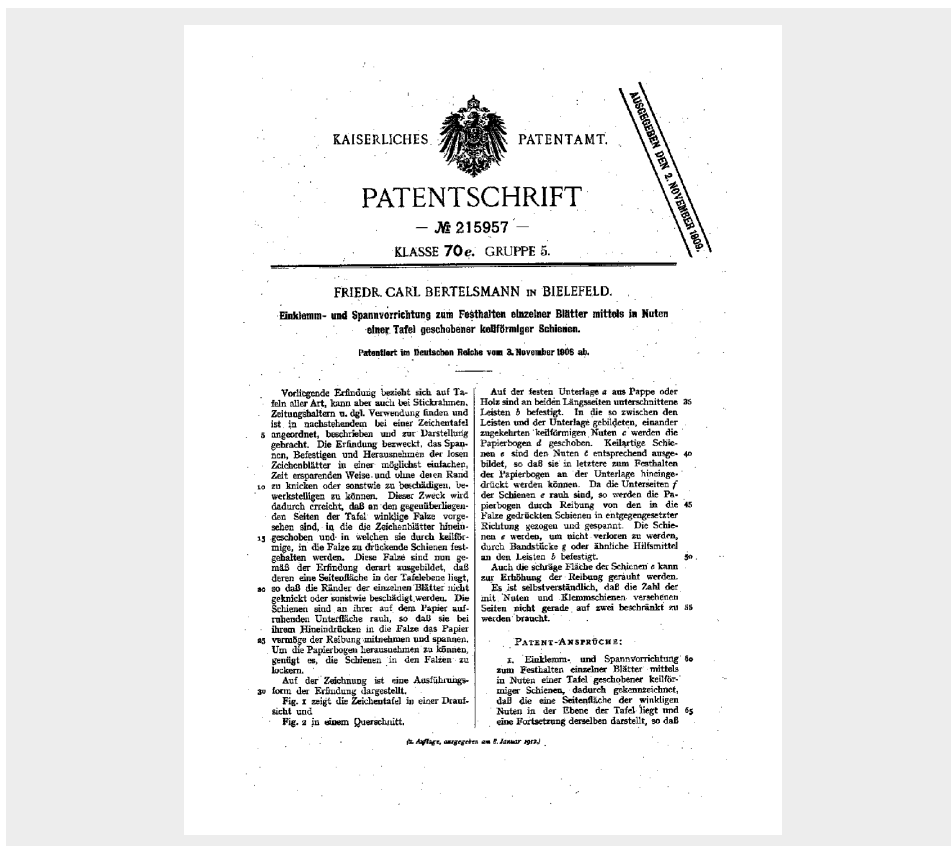 KAISERLICHES PATENTAMT.
AUSGEGEBEN DEN 2. NOVEMBER 1909.
PATENTSCHRIFT
— № 215957 —
KLASSE 70e. GRUPPE 5.
FRIEDR. CARL BERTELSMANN IN BIELEFELD.
Einklemm- und Spannvorrichtung zum Festhalten einzelner Blätter mittels in Nuten
einer Tafel geschobener keilförmiger Schienen.
Patentiert im Deutschen Reiche vom 3. November 1908 ab.
Vorliegende Erfindung bezieht sich auf Ta-
feln aller Art, kann aber auch bei Stickrahmen,
Zeitungshaltern u. dgl. Verwendung finden und
ist in nachstehendem bei einer Zeichentafel
5 angeordnet, beschrieben und zur Darstellung
gebracht. Die Erfindung bezweckt, das Span-
nen, Befestigen und Herausnehmen der losen
Zeichenblätter in einer möglichst einfachen,
Zeit ersparenden Weise und ohne deren Rand
10 zu knicken oder sonstwie zu beschädigen, be-
werkstelligen zu können. Dieser Zweck wird
dadurch erreicht, daß an den gegenüberliegen-
den Seiten der Tafel winklige Falze vorge-
sehen sind, in die die Zeichenblätter hinein-
15 geschoben und in welchen sie durch keilför-
mige, in die Falze zu drückende Schienen fest-
gehalten werden. Diese Falze sind nun ge-
mäß der Erfindung derart ausgebildet, daß
deren eine Seitenfläche in der Tafelebene liegt,
20 so daß die Ränder der einzelnen Blätter nicht
geknickt oder sonstwie beschädigt werden. Die
Schienen sind an ihrer auf dem Papier auf-
ruhenden Unterfläche rauh, so daß sie bei
ihrem Hineindrücken in die Falze das Papier
25 vermöge der Reibung mitnehmen und spannen.
Um die Papierbogen herausnehmen zu können,
genügt es, die Schienen in den Falzen zu
lockern.
Auf der Zeichnung ist eine Ausführungs-
30 form der Erfindung dargestellt.
Fig. 1 zeigt die Zeichentafel in einer Drauf-
sicht und
Fig. 2 in einem Querschnitt.
Auf der festen Unterlage a aus Pappe oder
Holz sind an beiden Längsseiten unterschnittene 35
Leisten b befestigt. In die so zwischen den
Leisten und der Unterlage gebildeten, einander
zugekehrten keilförmigen Nuten c werden die
Papierbogen d geschoben. Keilartige Schie-
nen e sind den Nuten c entsprechend ausge- 40
bildet, so daß sie in letztere zum Festhalten
der Papierbogen an der Unterlage hineinge-
drückt werden können. Da die Unterseiten f
der Schienen e rauh sind, so werden die Pa-
pierbogen durch Reibung von den in die 45
Falze gedrückten Schienen in entgegengesetzter
Richtung gezogen und gespannt. Die Schie-
nen e werden, um nicht verloren zu werden,
durch Bandstücke g oder ähnliche Hilfsmittel
an den Leisten b befestigt. 50
Auch die schräge Fläche der Schienen e kann
zur Erhöhung der Reibung gerauht werden.
Es ist selbstverständlich, daß die Zahl der
mit Nuten und Klemmschienen versehenen
Seiten nicht gerade auf zwei beschränkt zu 55
werden braucht.
PATENT-ANSPRÜCHE:
1. Einklemm- und Spannvorrichtung 60
zum Festhalten einzelner Blätter mittels
in Nuten einer Tafel geschobener keilför-
miger Schienen, dadurch gekennzeichnet,
daß die eine Seitenfläche der winkligen
Nuten in der Ebene der Tafel liegt und 65
eine Fortsetzung derselben darstellt, so daß
(2. Auflage, ausgegeben am 8. Januar 1912.)